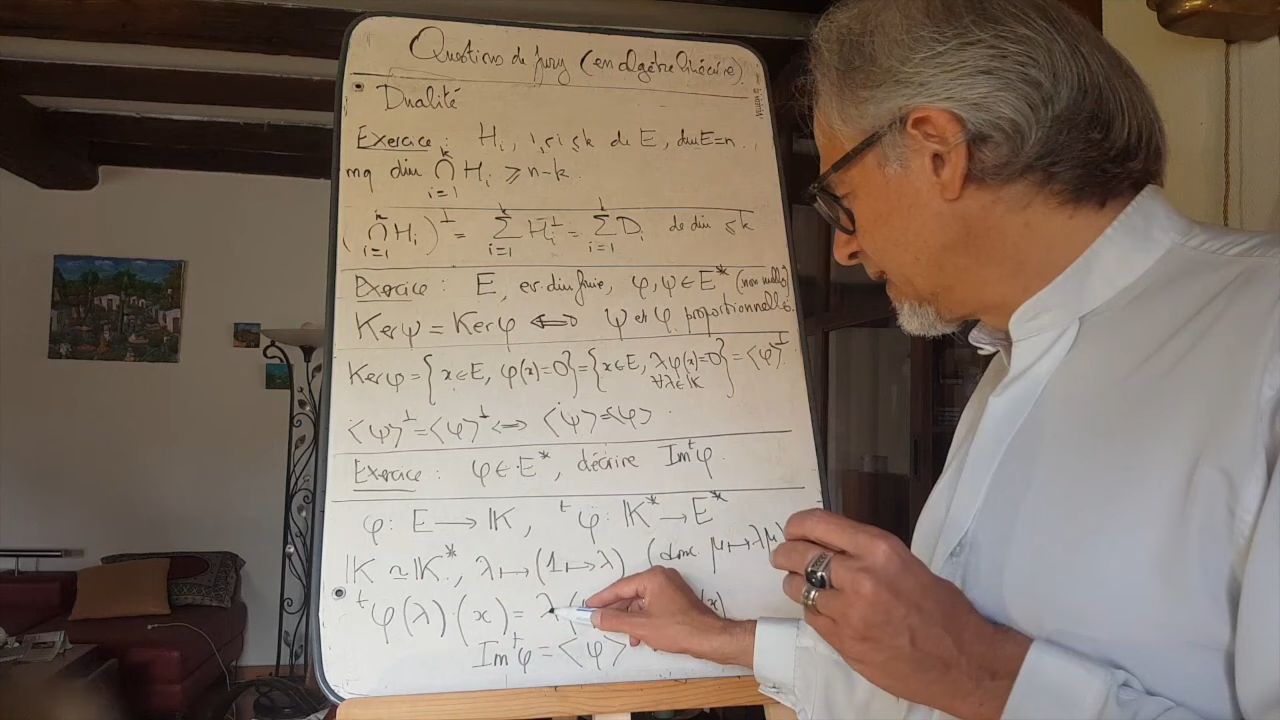 Questions de Jury (en algèbre linéaire)
Dualité
Exercice : Hᵢ, 1≤i≤k de E, dim E=n.
mq dim ⋂ᵢ₌₁ᵏ Hᵢ ≥ n-k.
(⋂ᵢ₌₁ᵏ Hᵢ)^⊥ = ∑ᵢ₌₁ᵏ Hᵢ^⊥ = ∑ᵢ₌₁ᵏ Dᵢ de dim ≤ k
Exercice : E, ev. dim finie, φ, ψ ∈ E* (non nulles)
Ker ψ = Ker φ ⟺ ψ et φ proportionnelles.
Ker φ = {x∈E, φ(x)=0} = {x∈E, λφ(x)=0 ∀λ∈𝕂} = <φ>^⊥
<ψ>^⊥ = <φ>^⊥ ⟺ <ψ> = <φ>.
Exercice : φ ∈ E*, décrire Im ᵗφ.
φ : E ⟶ 𝕂, ᵗφ : 𝕂* ⟶ E*
𝕂 ≃ 𝕂*, λ ⟼ (1 ⟼ λ) (donc μ ⟼ λμ)
ᵗφ(λ).(x) = λ
Im ᵗφ = <φ>